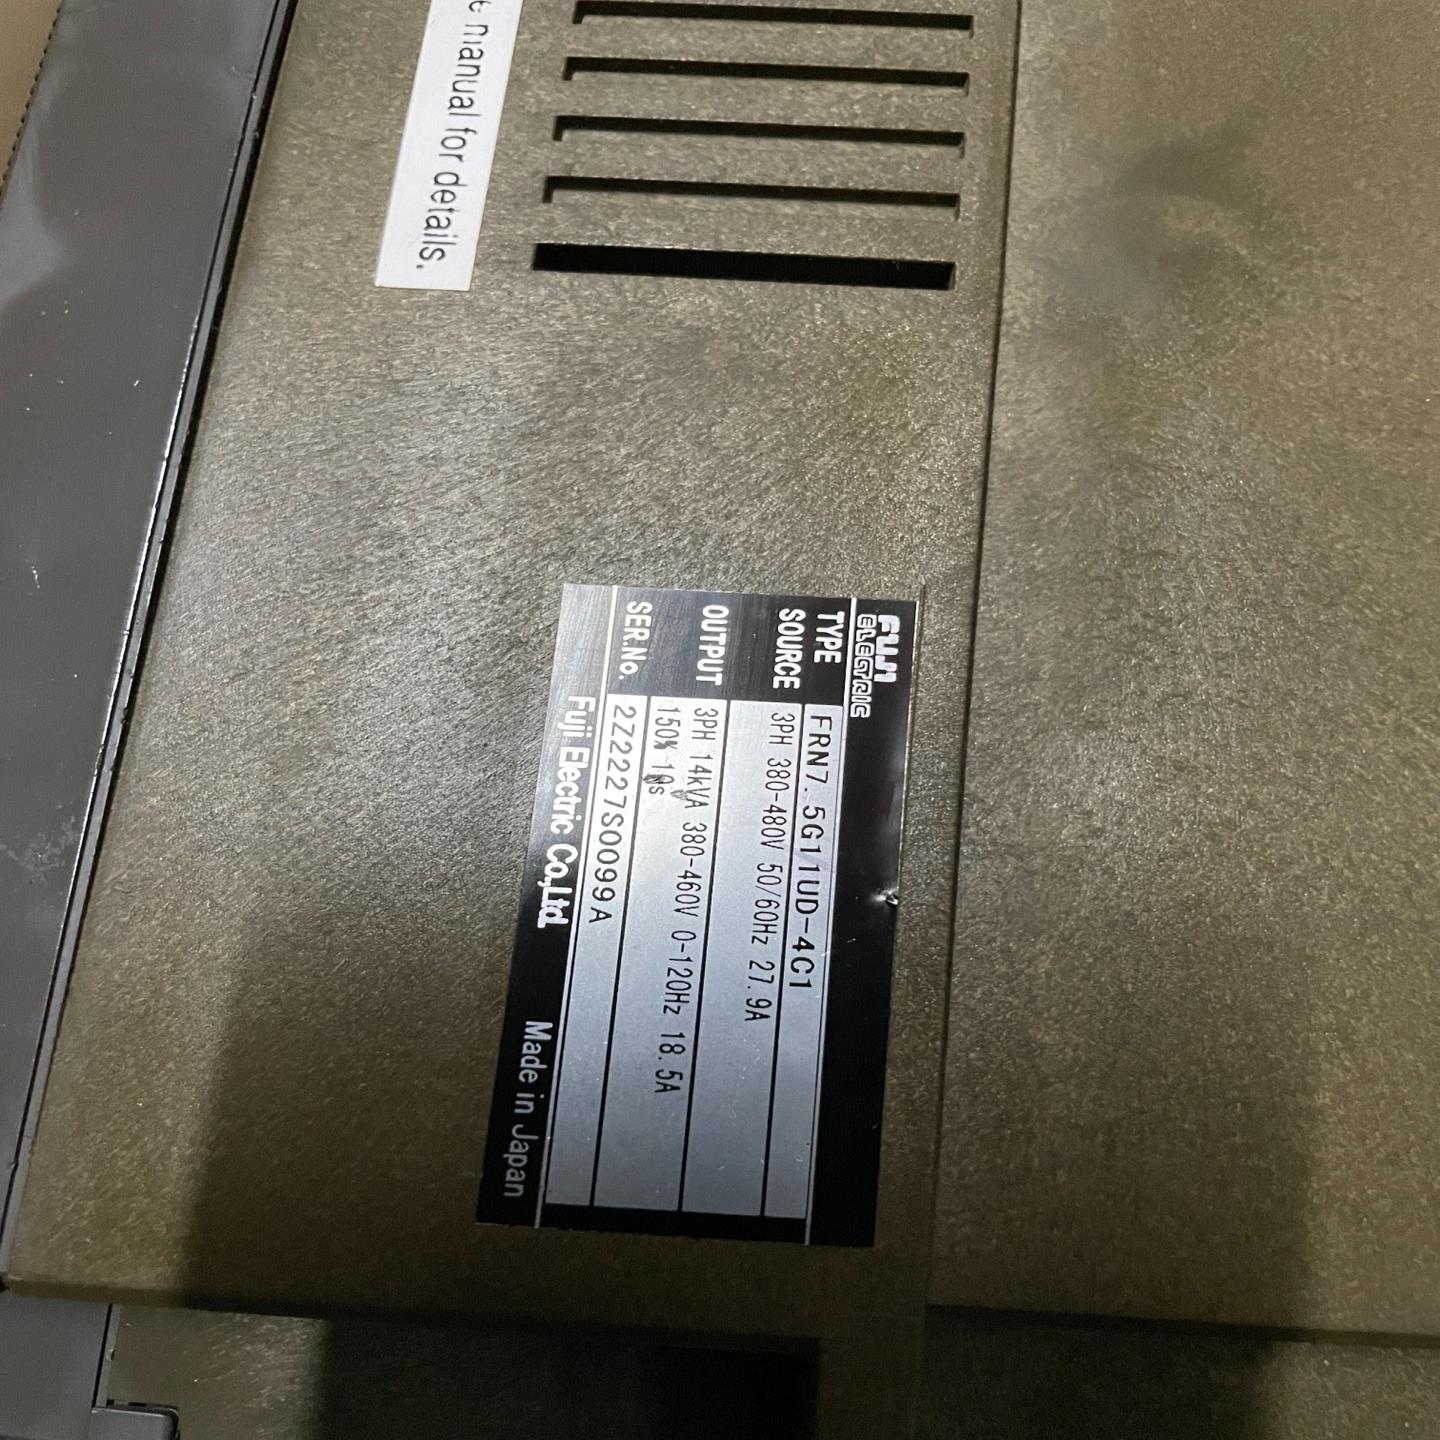 t manual for details.
FUJI
ELECTRIC
TYPE FRN7.5G11UD-4C1
SOURCE 3PH 380-480V 50/60Hz 27.9A
OUTPUT 3PH 14kVA 380-460V 0-120Hz 18.5A
150% 10s
SER.No. 2Z2227S0099A
Fuji Electric Co.,Ltd. Made in Japan